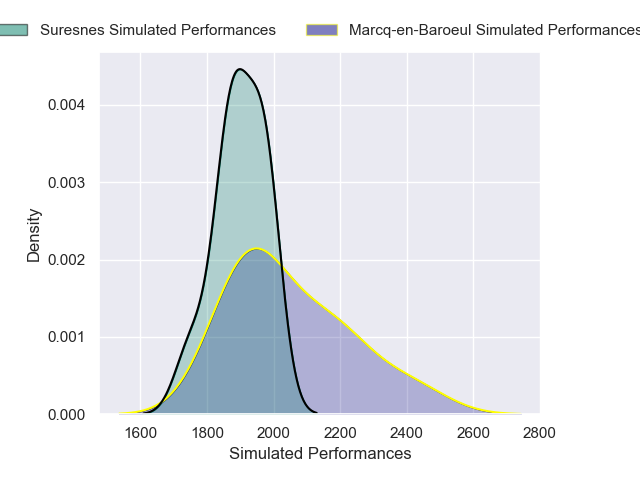 Suresnes Simulated Performances Marcq-en-Baroeul Simulated Performances
0.004
0.003
0.002
0.001
0.000
Density
1600 1800 2000 2200 2400 2600 2800
Simulated Performances